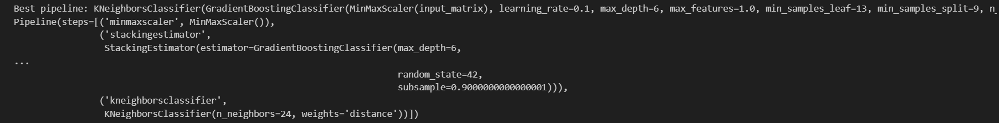 Best pipeline: KNeighborsClassifier(GradientBoostingClassifier(MinMaxScaler(input_matrix), learning_rate=0.1, max_depth=6, max_features=1.0, min_samples_leaf=13, min_samples_split=9,
Pipeline(steps=[('minmaxscaler', MinMaxScaler()),
('stackingestimator',
StackingEstimator(estimator=GradientBoostingClassifier(max_depth=6,
...
random_state=42,
subsample=0.9000000000000001))),
('kneighborsclassifier',
KNeighborsClassifier(n_neighbors=24, weights='distance'))])